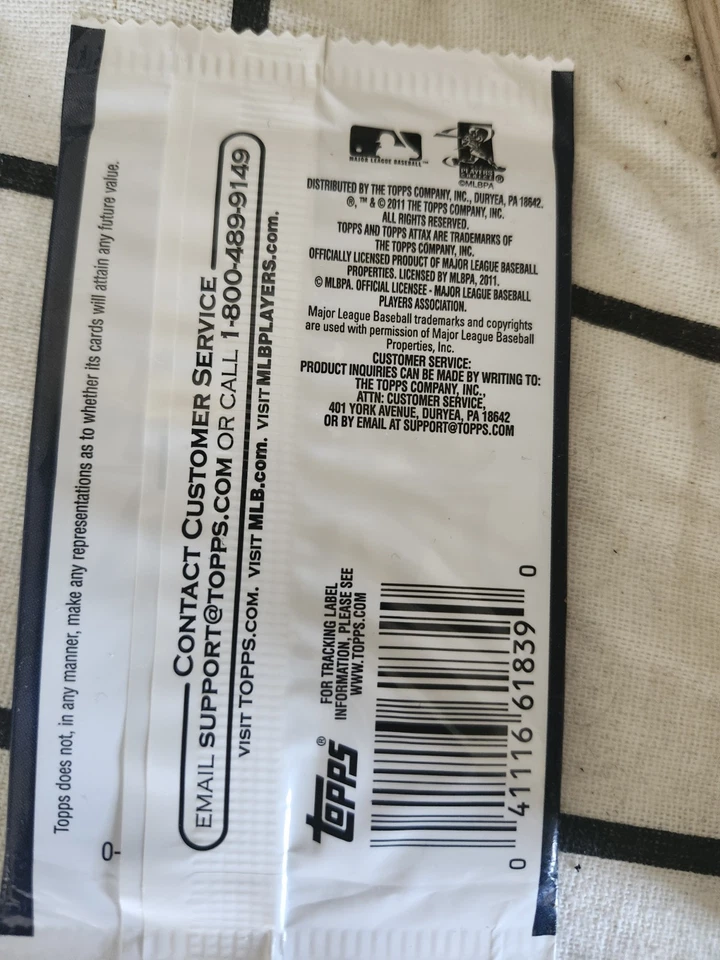 MAJOR LEAGUE BASEBALL™
PLAYERS
CHOICE ®
©MLBPA
DISTRIBUTED BY THE TOPPS COMPANY, INC., DURYEA, PA 18642.
®, ™ & © 2011 THE TOPPS COMPANY, INC.
ALL RIGHTS RESERVED.
TOPPS AND TOPPS ATTAX ARE TRADEMARKS OF
THE TOPPS COMPANY, INC.
OFFICIALLY LICENSED PRODUCT OF MAJOR LEAGUE BASEBALL
PROPERTIES. LICENSED BY MLBPA, 2011.
© MLBPA. OFFICIAL LICENSEE - MAJOR LEAGUE BASEBALL
PLAYERS ASSOCIATION.
Major League Baseball trademarks and copyrights
are used with permission of Major League Baseball
Properties, Inc.
CUSTOMER SERVICE:
PRODUCT INQUIRIES CAN BE MADE BY WRITING TO:
THE TOPPS COMPANY, INC.,
ATTN: CUSTOMER SERVICE,
401 YORK AVENUE, DURYEA, PA 18642
OR BY EMAIL AT SUPPORT@TOPPS.COM
Topps does not, in any manner, make any representations as to whether its cards will attain any future value.
0-
CONTACT CUSTOMER SERVICE
EMAIL SUPPORT@TOPPS.COM OR CALL 1-800-489-9149
VISIT TOPPS.COM. VISIT MLB.com. VISIT MLBPLAYERS.com.
topps®
FOR TRACKING LABEL
INFORMATION, PLEASE SEE
WWW.TOPPS.COM
0 41116 61839 0